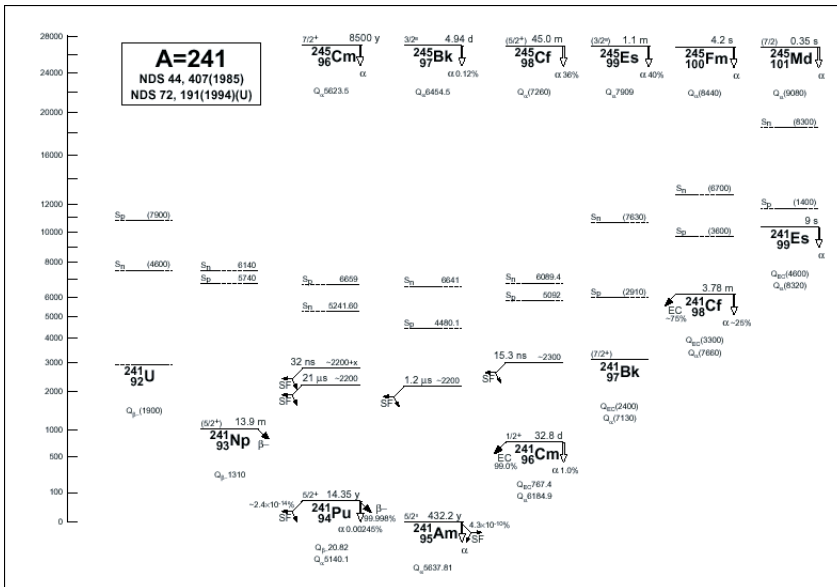 28000
24000
20000
16000
12000
10000
8000
6000
5000
4000
3000
2000
1000
500
100
0
A=241
NDS 44, 407(1985)
NDS 72, 191(1994)(U)
7/2+ 8500 y
245 96 Cm
α
Qα5623.5
3/2− 4.94 d
245 97 Bk
α 0.12%
Qα6454.5
(5/2+) 45.0 m
245 98 Cf
α 36%
Qα(7260)
(3/2−) 1.1 m
245 99 Es
α 40%
Qα7909
4.2 s
245 100 Fm
α
Qα(8440)
(7/2) 0.35 s
245 101 Md
α
Qα(9080)
Sn (8300)
Sn (6700)
Sp (1400)
Sp (7900)
Sn (7630)
Sp (3600)
9 s
241 99 Es
α
QEC(4600)
Qα(8320)
Sn (4600)
Sn 6140
Sp 5740
Sp 6659
Sn 5241.60
Sn 6641
Sp 4480.1
Sn 6089.4
Sp 5092
Sp (2910)
3.78 m
241 98 Cf
EC
~75%
α ~25%
QEC(3300)
Qα(7660)
241 92 U
Qβ−(1900)
32 ns ~2200+x
SF
21 μs ~2200
SF
1.2 μs ~2200
SF
15.3 ns ~2300
SF
(7/2+)
241 97 Bk
QEC(2400)
Qα(7130)
(5/2+) 13.9 m
241 93 Np
β−
Qβ−1310
1/2+ 32.8 d
241 96 Cm
EC
99.0%
α 1.0%
QEC767.4
Qα6184.9
5/2+ 14.35 y
241 94 Pu
~2.4×10−14%
SF
β−
99.998%
α 0.00245%
Qβ−20.82
Qα5140.1
5/2− 432.2 y
241 95 Am
4.3×10−10%
SF
α
Qα5637.81